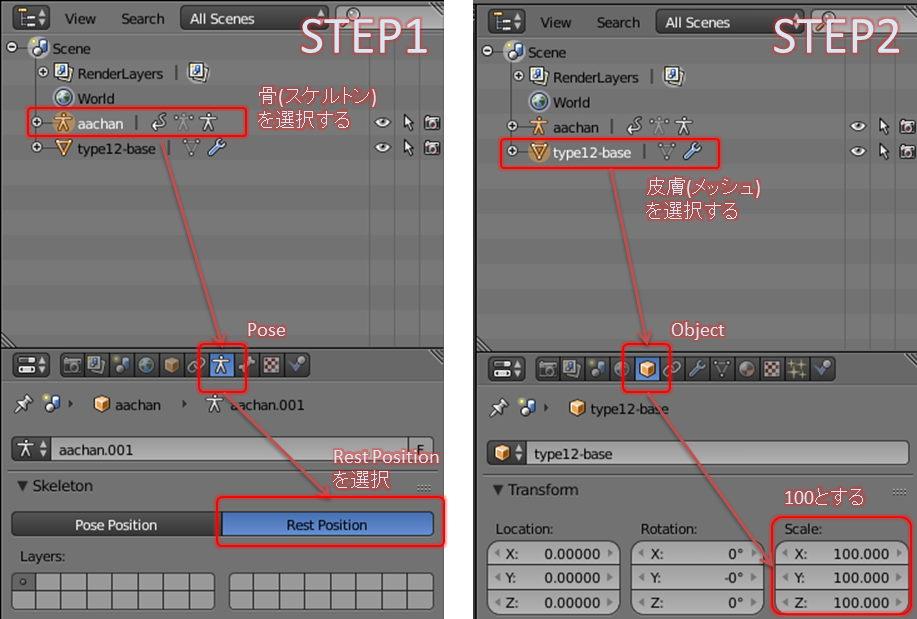 View Search All Scenes
STEP1
Scene
RenderLayers
World
骨(スケルトン)
を選択する
aachan
type12-base
Pose
aachan aachan.001
aachan.001 F
Rest Position
を選択
Skeleton
Pose Position Rest Position
Layers:
View Search All Scenes
STEP2
Scene
RenderLayers
World
aachan
type12-base
皮膚(メッシュ)
を選択する
Object
type12-base
type12-base
Transform
100とする
Location: Rotation: Scale:
X: 0.00000 X: 0° X: 100.000
Y: 0.00000 Y: -0° Y: 100.000
Z: 0.00000 Z: 0° Z: 100.000